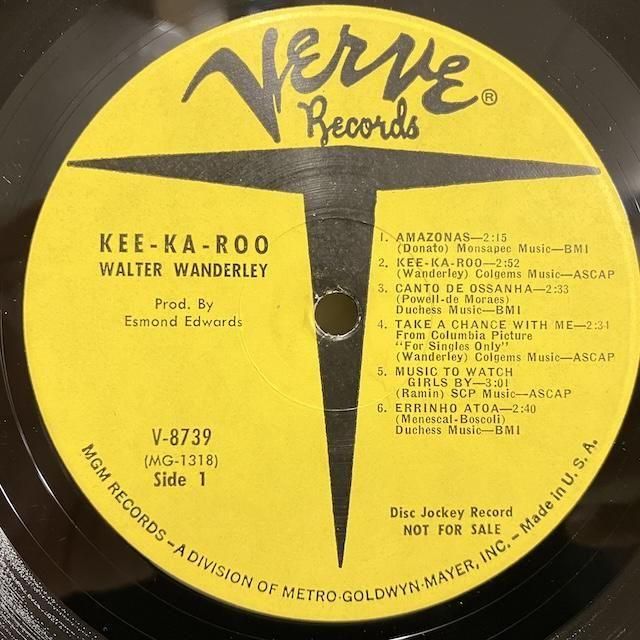 VERVE ®
Records
KEE-KA-ROO
WALTER WANDERLEY
Prod. By
Esmond Edwards
V-8739
(MG-1318)
Side 1
1. AMAZONAS—2:15
(Donato) Monsapec Music—BMI
2. KEE-KA-ROO—2:52
(Wanderley) Colgems Music—ASCAP
3. CANTO DE OSSANHA—2:33
(Powell-de Moraes)
Duchess Music—BMI
4. TAKE A CHANCE WITH ME—2:34
From Columbia Picture
"For Singles Only"
(Wanderley) Colgems Music—ASCAP
5. MUSIC TO WATCH
GIRLS BY—3:01
(Ramin) SCP Music—ASCAP
6. ERRINHO ATOA—2:40
(Menescal-Boscoli)
Duchess Music—BMI
Disc Jockey Record
NOT FOR SALE
MGM RECORDS—A DIVISION OF METRO-GOLDWYN-MAYER, INC.—Made in U.S.A.